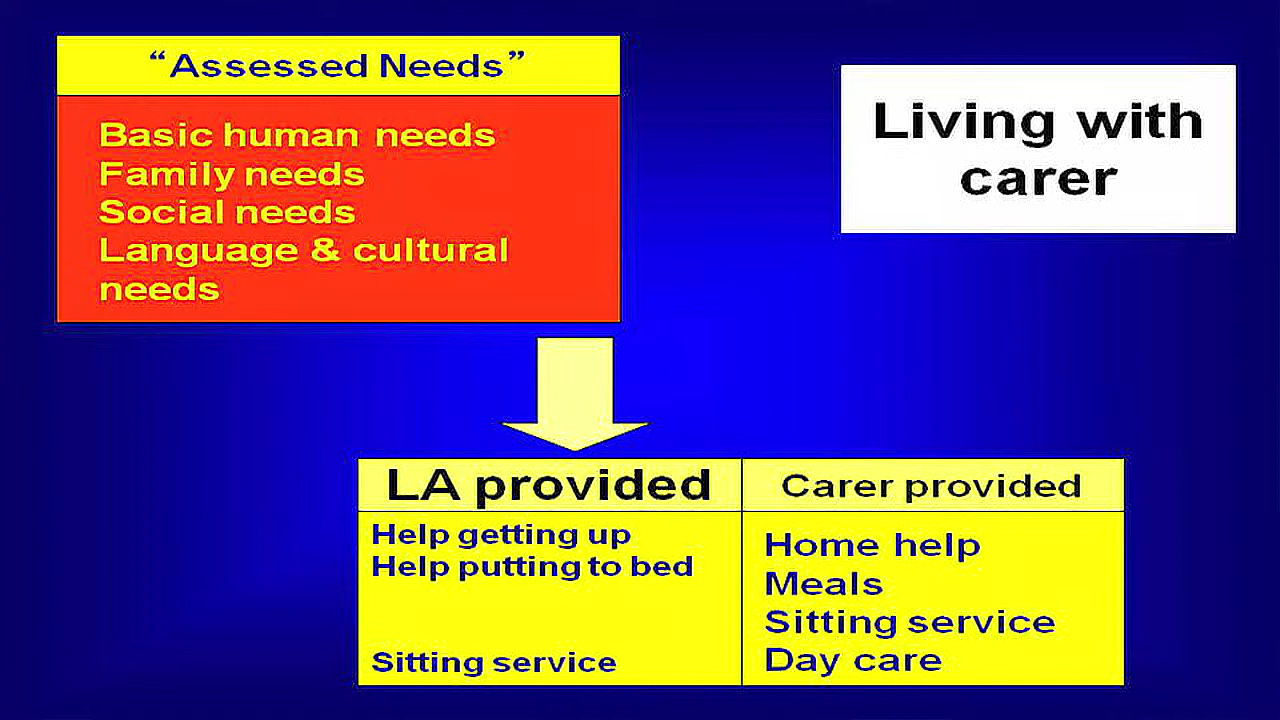 “Assessed Needs”
Basic human needs
Family needs
Social needs
Language & cultural
needs
Living with
carer
LA provided
Help getting up
Help putting to bed
Sitting service
Carer provided
Home help
Meals
Sitting service
Day care